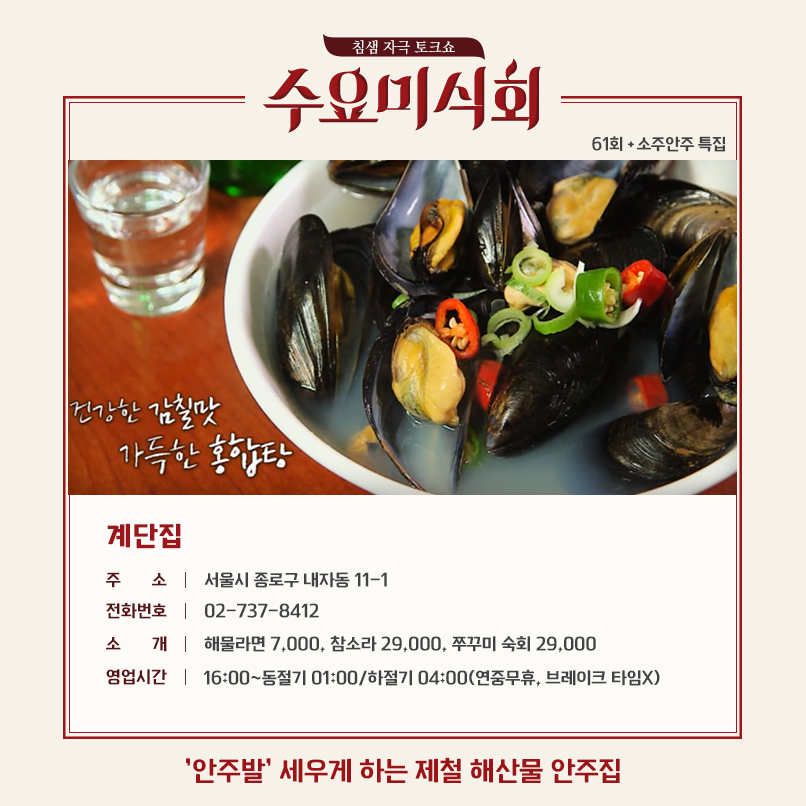 침샘 자극 토크쇼
수요미식회
61회 + 소주안주 특집
건강한 감칠맛
가득한 홍합탕
계단집
주 소 | 서울시 종로구 내자동 11-1
전화번호 | 02-737-8412
소 개 | 해물라면 7,000, 참소라 29,000, 쭈꾸미 숙회 29,000
영업시간 | 16:00~동절기 01:00/하절기 04:00(연중무휴, 브레이크 타임X)
'안주발' 세우게 하는 제철 해산물 안주집